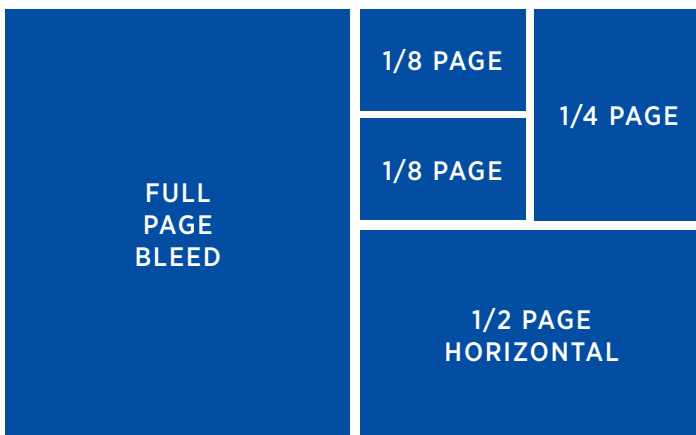 FULL
PAGE
BLEED
1/8 PAGE
1/8 PAGE
1/4 PAGE
1/2 PAGE
HORIZONTAL